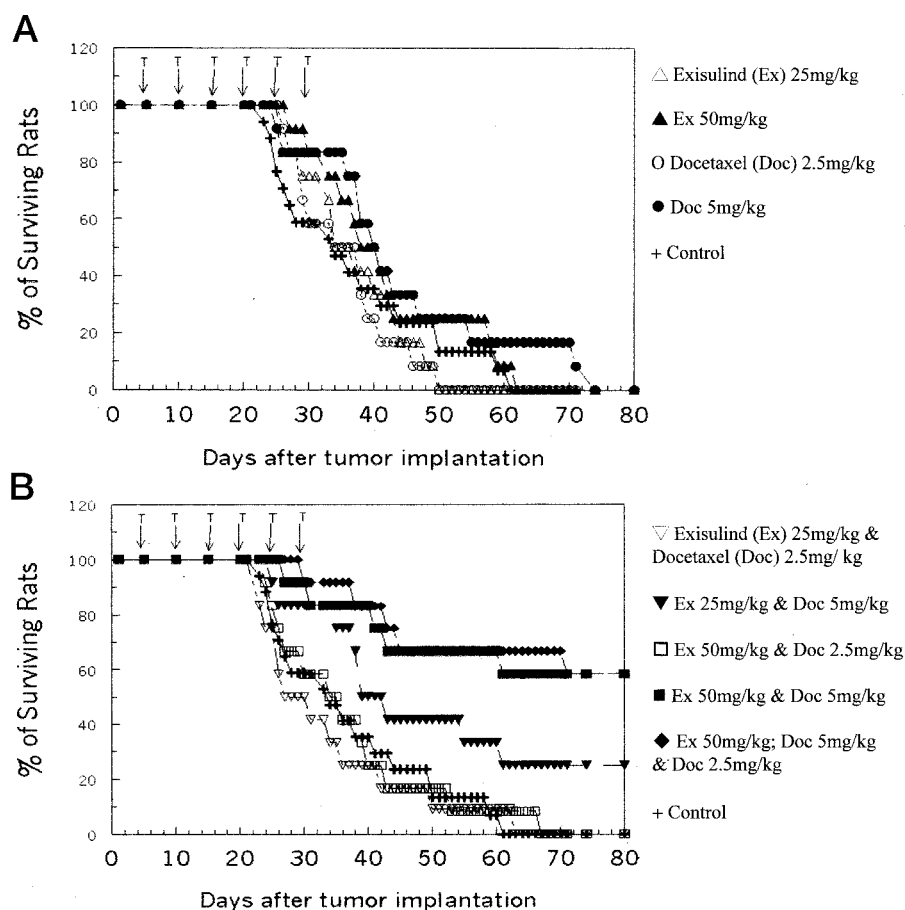 A
120
T T T T T T
100
80
60
40
20
0
% of Surviving Rats
0 10 20 30 40 50 60 70 80
Days after tumor implantation
Exisulind (Ex) 25mg/kg
Ex 50mg/kg
Docetaxel (Doc) 2.5mg/kg
Doc 5mg/kg
+ Control
B
120
T T T T T T
100
80
60
40
20
0
% of Surviving Rats
0 10 20 30 40 50 60 70 80
Days after tumor implantation
Exisulind (Ex) 25mg/kg &
Docetaxel (Doc) 2.5mg/ kg
Ex 25mg/kg & Doc 5mg/kg
Ex 50mg/kg & Doc 2.5mg/kg
Ex 50mg/kg & Doc 5mg/kg
Ex 50mg/kg; Doc 5mg/kg
& Doc 2.5mg/kg
+ Control